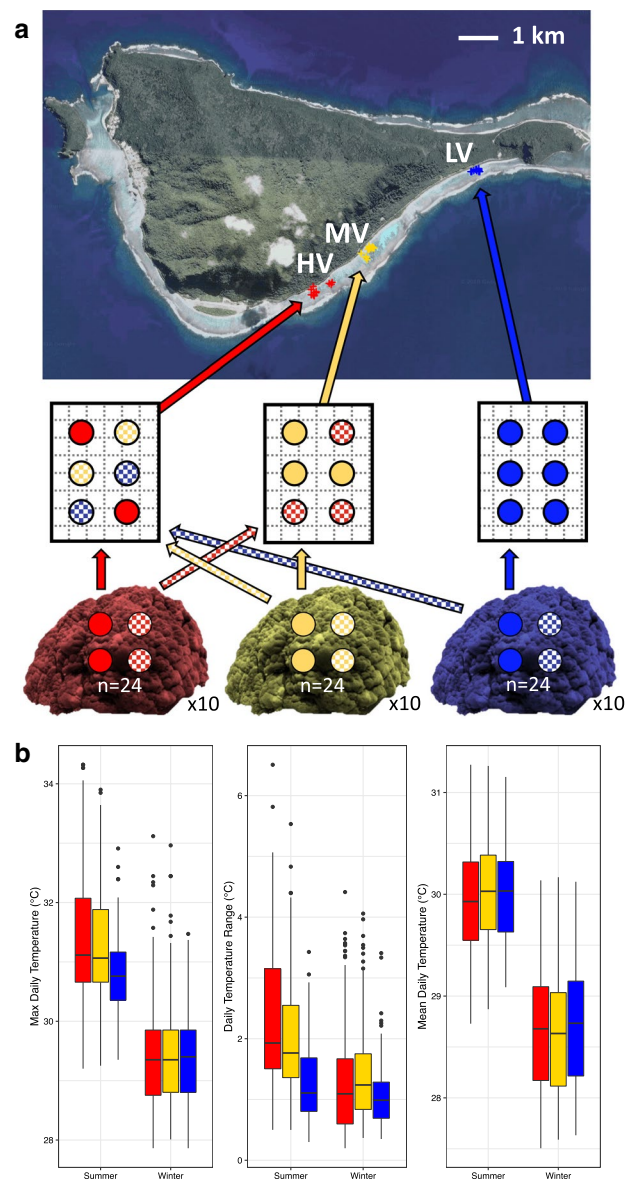 a
1 km
LV
MV
HV
n=24
x10
n=24
x10
n=24
x10
b
Max Daily Temperature (°C)
34
32
30
28
Summer
Winter
Daily Temperature Range (°C)
6
4
2
0
Summer
Winter
Mean Daily Temperature (°C)
31
30
29
28
Summer
Winter